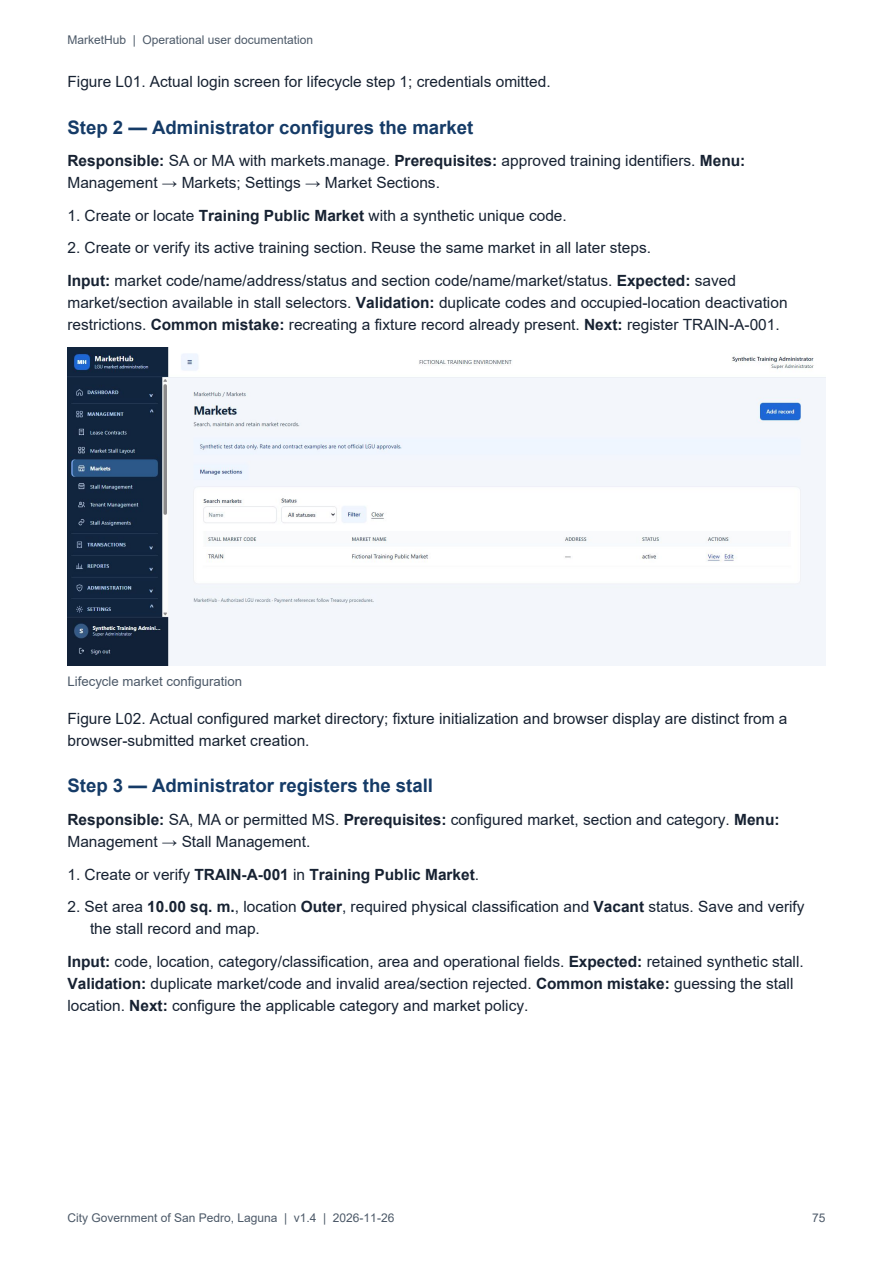 MarketHub | Operational user documentation
Figure L01. Actual login screen for lifecycle step 1; credentials omitted.
Step 2 — Administrator configures the market
Responsible: SA or MA with markets.manage. Prerequisites: approved training identifiers. Menu:
Management → Markets; Settings → Market Sections.
1. Create or locate Training Public Market with a synthetic unique code.
2. Create or verify its active training section. Reuse the same market in all later steps.
Input: market code/name/address/status and section code/name/market/status. Expected: saved
market/section available in stall selectors. Validation: duplicate codes and occupied-location deactivation
restrictions. Common mistake: recreating a fixture record already present. Next: register TRAIN-A-001.
MH MarketHub
LGU market administration
DASHBOARD
MANAGEMENT
Lease Contracts
Market Stall Layout
Markets
Stall Management
Tenant Management
Stall Assignments
TRANSACTIONS
REPORTS
ADMINISTRATION
SETTINGS
S Synthetic Training Admini...
Super Administrator
Sign out
≡ FICTIONAL TRAINING ENVIRONMENT Synthetic Training Administrator
Super Administrator
MarketHub / Markets
Markets
Add record
Search, maintain and retain market records.
Synthetic test data only. Rate and contract examples are not official LGU approvals.
Manage sections
Search markets Status
Name All statuses Filter Clear
STALL MARKET CODE MARKET NAME ADDRESS STATUS ACTIONS
TRAIN Fictional Training Public Market — active View Edit
MarketHub · Authorized LGU records · Payment references follow Treasury procedures.
Lifecycle market configuration
Figure L02. Actual configured market directory; fixture initialization and browser display are distinct from a
browser-submitted market creation.
Step 3 — Administrator registers the stall
Responsible: SA, MA or permitted MS. Prerequisites: configured market, section and category. Menu:
Management → Stall Management.
1. Create or verify TRAIN-A-001 in Training Public Market.
2. Set area 10.00 sq. m., location Outer, required physical classification and Vacant status. Save and verify
the stall record and map.
Input: code, location, category/classification, area and operational fields. Expected: retained synthetic stall.
Validation: duplicate market/code and invalid area/section rejected. Common mistake: guessing the stall
location. Next: configure the applicable category and market policy.
City Government of San Pedro, Laguna | v1.4 | 2026-11-26 75